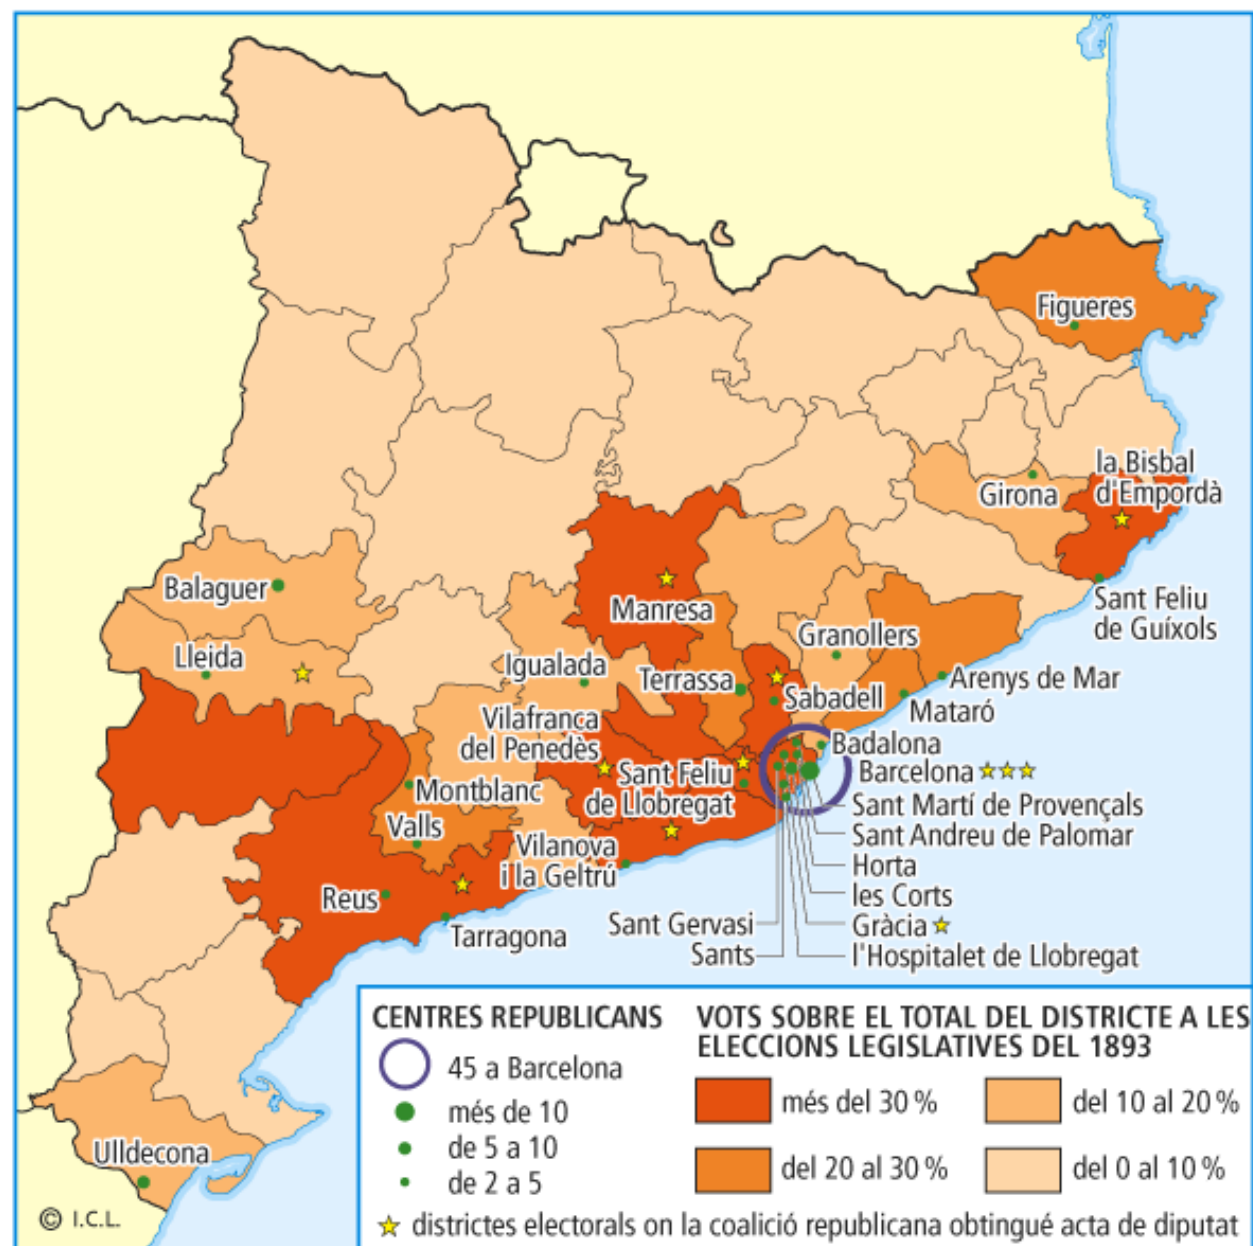 Figueres
la Bisbal
d'Empordà
Girona
Sant Feliu
de Guíxols
Balaguer
Manresa
Lleida
Granollers
Igualada
Terrassa
Sabadell
Arenys de Mar
Mataró
Vilafranca
del Penedès
Badalona
Barcelona
Sant Feliu
de Llobregat
Montblanc
Sant Martí de Provençals
Valls
Sant Andreu de Palomar
Vilanova
i la Geltrú
Horta
Reus
les Corts
Sant Gervasi
Gràcia
Tarragona
Sants
l'Hospitalet de Llobregat
Ulldecona
CENTRES REPUBLICANS
45 a Barcelona
més de 10
de 5 a 10
de 2 a 5
VOTS SOBRE EL TOTAL DEL DISTRICTE A LES
ELECCIONS LEGISLATIVES DEL 1893
més del 30 %
del 10 al 20 %
del 20 al 30 %
del 0 al 10 %
districtes electorals on la coalició republicana obtingué acta de diputat
© I.C.L.